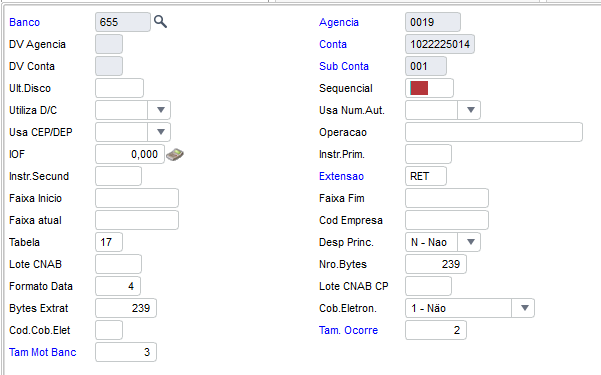 Banco 655 Agencia 0019
DV Agencia Conta 1022225014
DV Conta Sub Conta 001
Ult.Disco Sequencial
Utiliza D/C Usa Num.Aut.
Usa CEP/DEP Operacao
IOF 0,000 Instr.Prim.
Instr.Secund Extensao RET
Faixa Inicio Faixa Fim
Faixa atual Cod Empresa
Tabela 17 Desp Princ. N - Nao
Lote CNAB Nro.Bytes 239
Formato Data 4 Lote CNAB CP
Bytes Extrat 239 Cob.Eletron. 1 - Não
Cod.Cob.Elet Tam. Ocorre 2
Tam Mot Banc 3